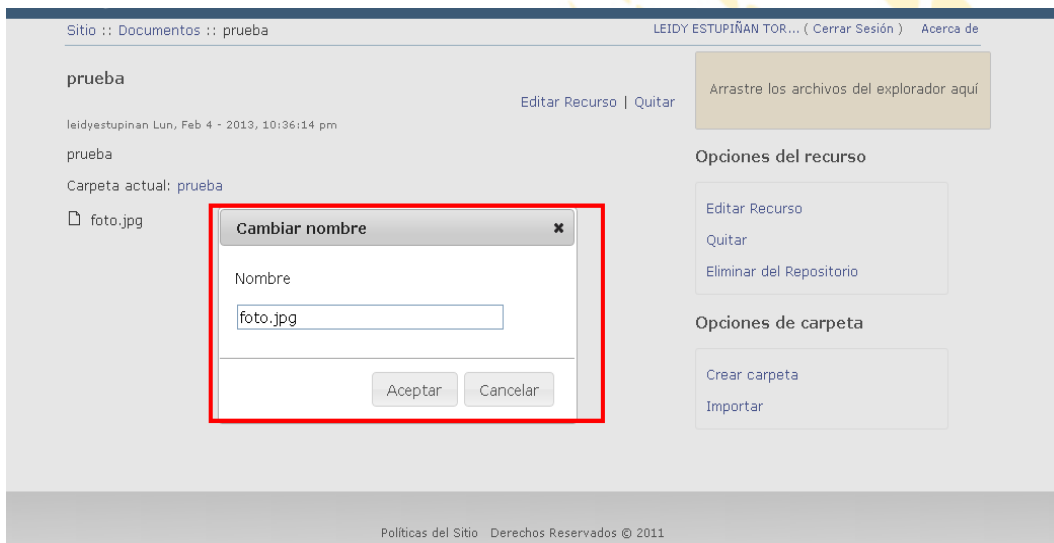 Sitio :: Documentos :: prueba
LEIDY ESTUPIÑAN TOR... ( Cerrar Sesión ) Acerca de
prueba
Editar Recurso | Quitar
leidyestupinan Lun, Feb 4 - 2013, 10:36:14 pm
prueba
Carpeta actual: prueba
foto.jpg
Cambiar nombre
Nombre
foto.jpg
Aceptar Cancelar
Arrastre los archivos del explorador aquí
Opciones del recurso
Editar Recurso
Quitar
Eliminar del Repositorio
Opciones de carpeta
Crear carpeta
Importar
Políticas del Sitio Derechos Reservados © 2011